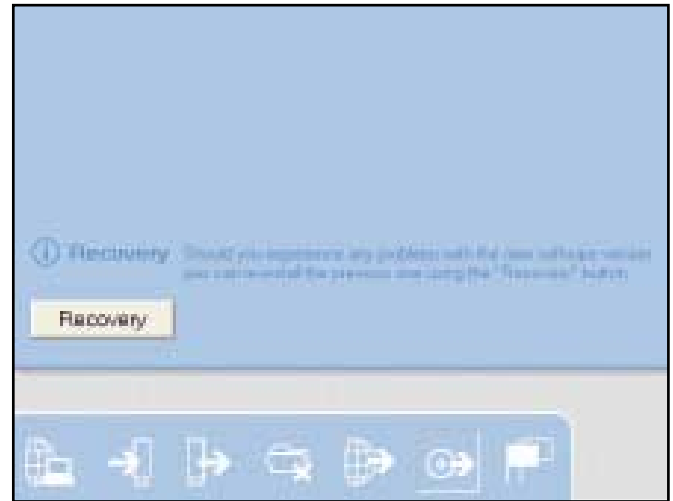 Recovery Should you experience any problems with the new software version
you can reinstall the previous one using the "Recovery" button
Recovery